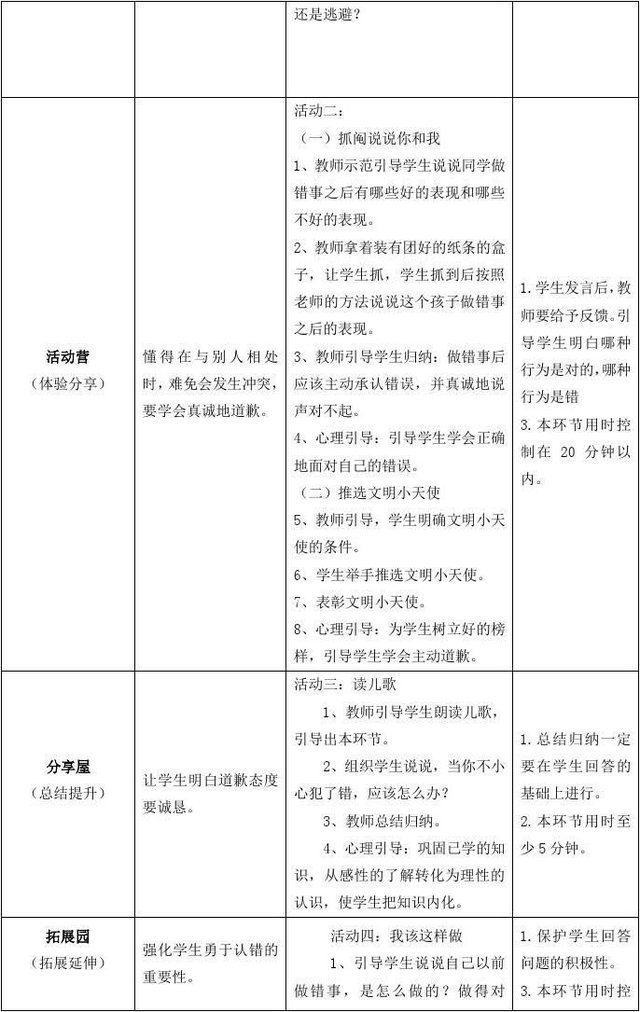 还是逃避？
活动营
（体验分享）
懂得在与别人相处
时，难免会发生冲突，
要学会真诚地道歉。
活动二：
（一）抓阄说说你和我
1、教师示范引导学生说说同学做
错事之后有哪些好的表现和哪些
不好的表现。
2、教师拿着装有团好的纸条的盒
子，让学生抓，学生抓到后按照
老师的方法说说这个孩子做错事
之后的表现。
3、教师引导学生归纳：做错事后
应该主动承认错误，并真诚地说
声对不起。
4、心理引导：引导学生学会正确
地面对自己的错误。
（二）推选文明小天使
5、教师引导，学生明确文明小天
使的条件。
6、学生举手推选文明小天使。
7、表彰文明小天使。
8、心理引导：为学生树立好的榜
样，引导学生学会主动道歉。
1.学生发言后，教
师要给予反馈。引
导学生明白哪种
行为是对的，哪种
行为是错
3.本环节用时控
制在 20 分钟以
内。
分享屋
（总结提升）
让学生明白道歉态度
要诚恳。
活动三：读儿歌
1、教师引导学生朗读儿歌，
引导出本环节。
2、组织学生说说，当你不小
心犯了错，应该怎么办？
3、教师总结归纳。
4、心理引导：巩固已学的知
识，从感性的了解转化为理性的
认识，使学生把知识内化。
1.总结归纳一定
要在学生回答的
基础上进行。
2.本环节用时至
少5分钟。
拓展园
（拓展延伸）
强化学生勇于认错的
重要性。
活动四：我该这样做
1、引导学生说说自己以前
做错事，是怎么做的？做得对
1.保护学生回答
问题的积极性。
3.本环节用时控